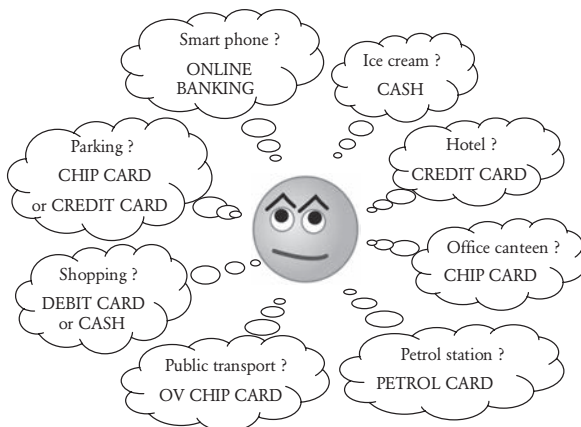 Smart phone ?
ONLINE
BANKING
Ice cream ?
CASH
Parking ?
CHIP CARD
or CREDIT CARD
Hotel ?
CREDIT CARD
Shopping ?
DEBIT CARD
or CASH
Office canteen ?
CHIP CARD
Public transport ?
OV CHIP CARD
Petrol station ?
PETROL CARD